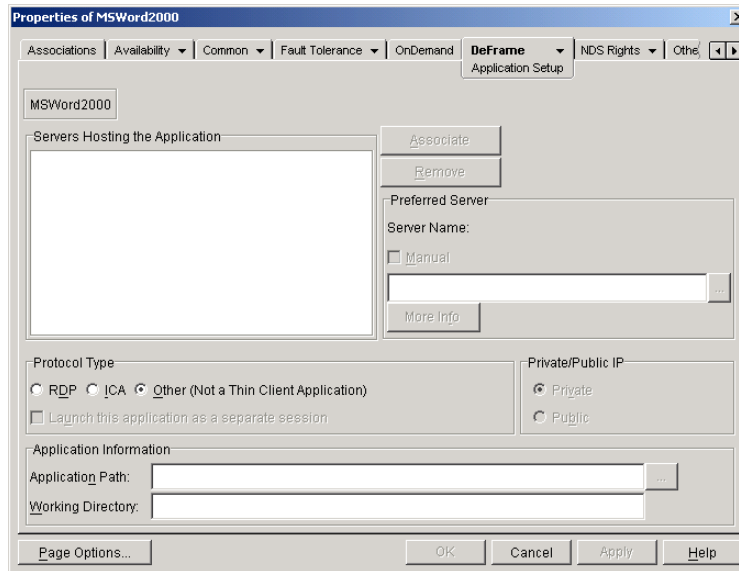 Properties of MSWord2000
Associations Availability Common Fault Tolerance OnDemand DeFrame NDS Rights Othe
Application Setup
MSWord2000
Servers Hosting the Application
Associate
Remove
Preferred Server
Server Name:
Manual
...
More Info
Protocol Type
RDP ICA Other (Not a Thin Client Application)
Launch this application as a separate session
Private/Public IP
Private
Public
Application Information
Application Path: ...
Working Directory:
Page Options... OK Cancel Apply Help